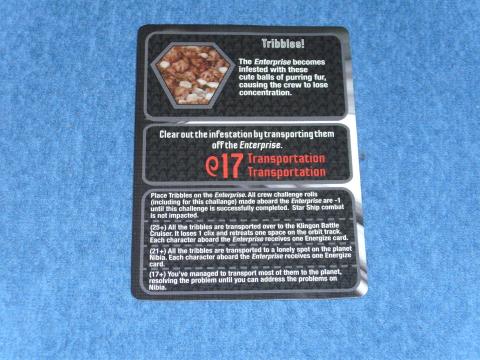 Tribbles!
The Enterprise becomes
infested with these
cute balls of purring fur,
causing the crew to lose
concentration.
Clear out the infestation by transporting them
off the Enterprise.
17 Transportation
Transportation
Place Tribbles on the Enterprise. All crew challenge rolls
(including for this challange) made aboard the Enterprise are -1
until this challenge is successfully completed. Star Ship combat
is not impacted.
(25+) All the tribbles are transported over to the Klingon Battle
Cruiser. It loses 1 clix and retreats one space on the orbit track.
Each character aboard the Enterprise receives one Energize card.
(21+) All the tribbles are transported to a lonely spot on the planet
Nibia. Each character aboard the Enterprise receives one Energize
card.
(17+) You've managed to transport most of them to the planet,
resolving the problem until you can address the problems on
Nibia.